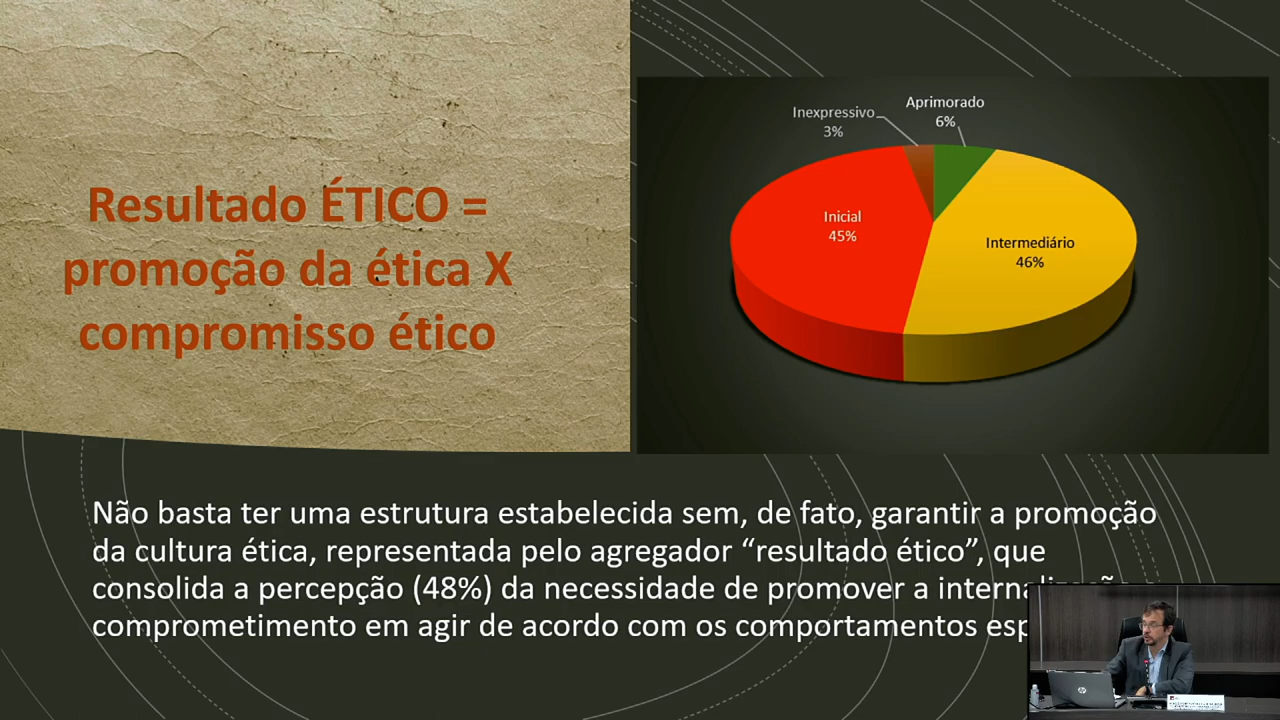 Resultado ÉTICO =
promoção da ética X
compromisso ético
Inexpressivo
3%
Aprimorado
6%
Inicial
45%
Intermediário
46%
Não basta ter uma estrutura estabelecida sem, de fato, garantir a promoção
da cultura ética, representada pelo agregador “resultado ético”, que
consolida a percepção (48%) da necessidade de promover a
comprometimento em agir de acordo com os comportamentos
hp